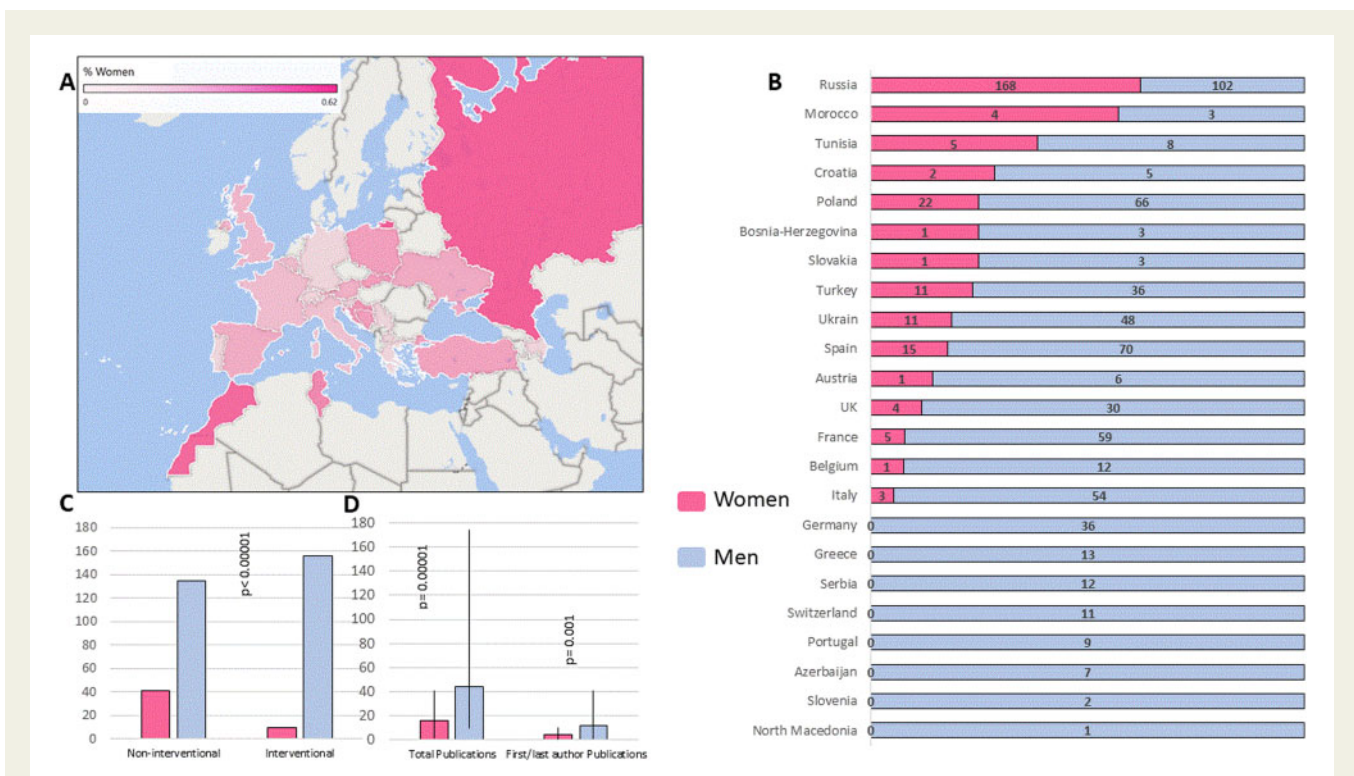 A
% Women
0 0.62
B
Russia 168 102
Morocco 4 3
Tunisia 5 8
Croatia 2 5
Poland 22 66
Bosnia-Herzegovina 1 3
Slovakia 1 3
Turkey 11 36
Ukrain 11 48
Spain 15 70
Austria 1 6
UK 4 30
France 5 59
Belgium 1 12
Italy 3 54
Germany 0 36
Greece 0 13
Serbia 0 12
Switzerland 0 11
Portugal 0 9
Azerbaijan 0 7
Slovenia 0 2
North Macedonia 0 1
Women
Men
C
180
160
140
120
100
80
60
40
20
0
p< 0.00001
Non-interventional Interventional
D
180
160
140
120
100
80
60
40
20
0
p= 0.00001
p= 0.001
Total Publications First/last author Publications